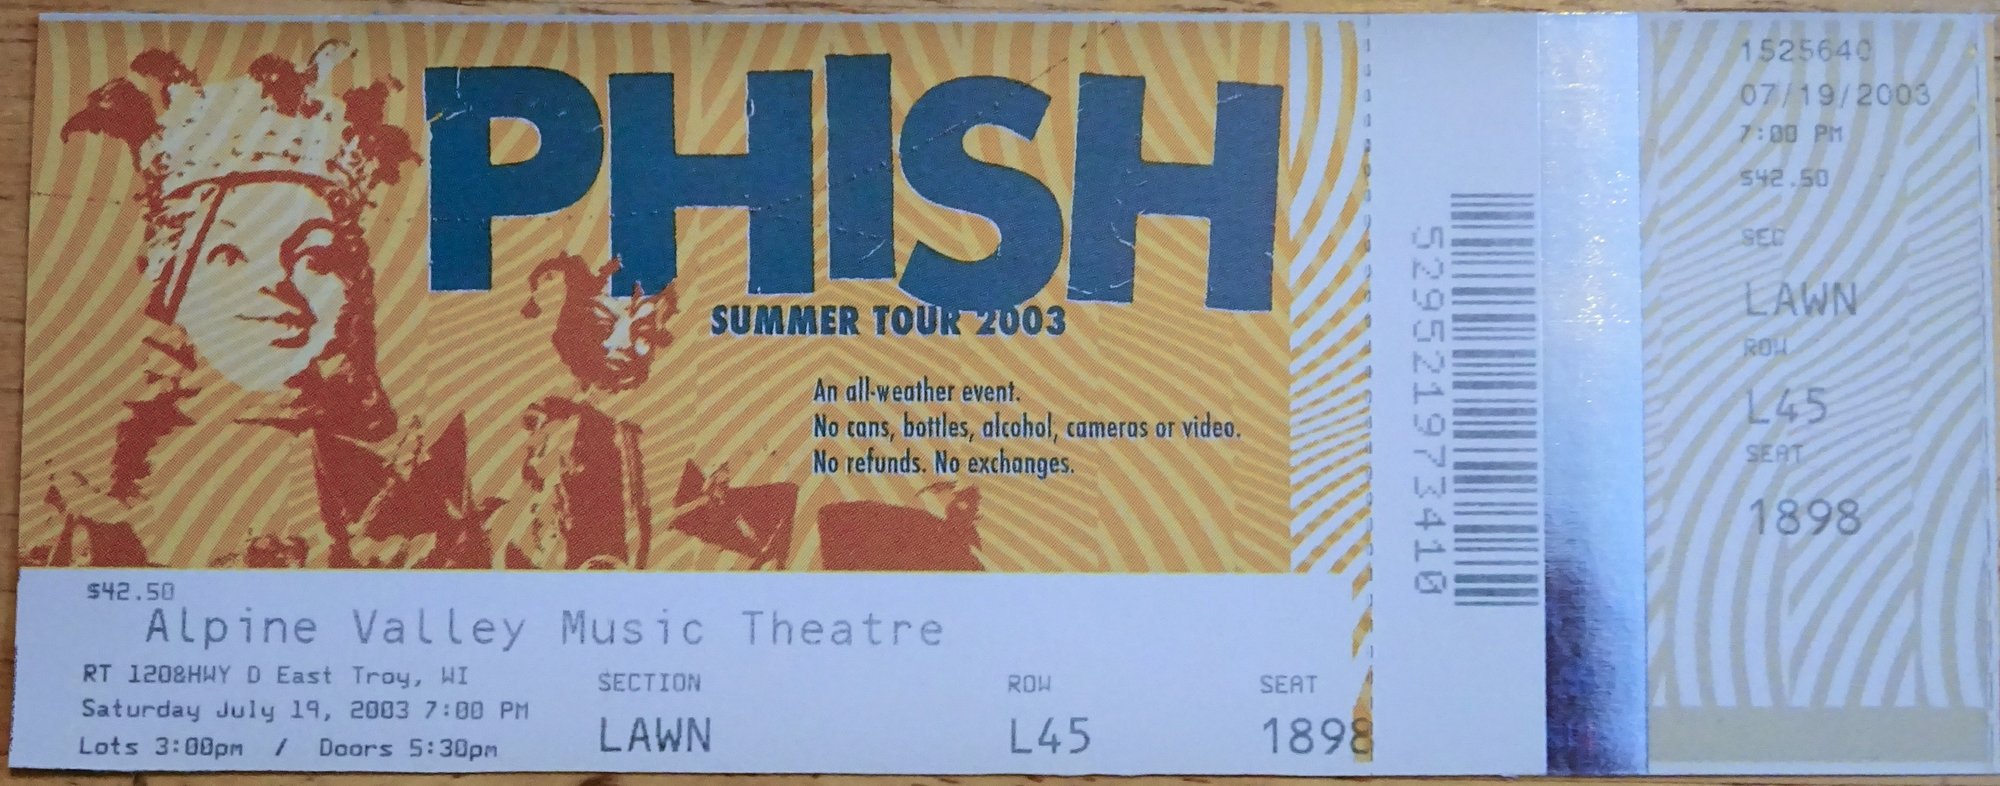 PHISH
SUMMER TOUR 2003
An all-weather event.
No cans, bottles, alcohol, cameras or video.
No refunds. No exchanges.
$42.50
Alpine Valley Music Theatre
RT 120&HWY D East Troy, WI
Saturday July 19, 2003 7:00 PM
Lots 3:00pm / Doors 5:30pm
SECTION ROW SEAT
LAWN L45 1898
529521973410
1525640
07/19/2003
7:00 PM
$42.50
SEC
LAWN
ROW
L45
SEAT
1898